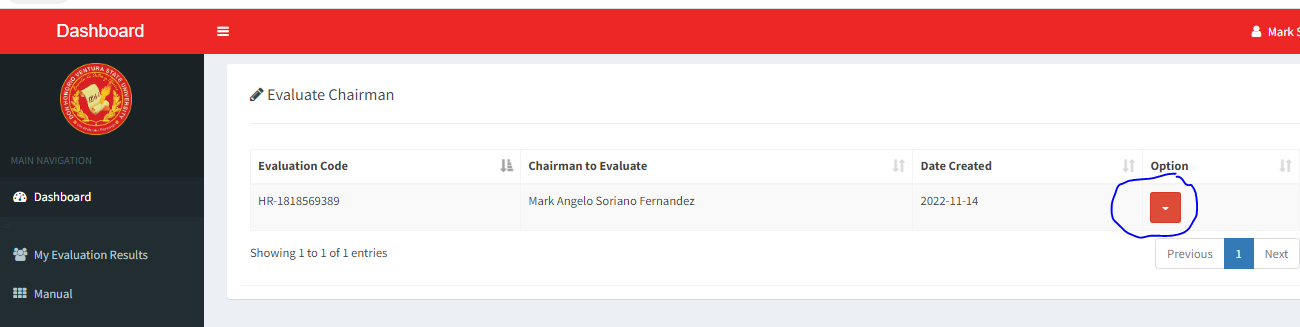 Dashboard
Mark S
DON HONORIO VENTURA STATE UNIVERSITY
Evaluate Chairman
MAIN NAVIGATION
Dashboard
My Evaluation Results
Manual
Evaluation Code Chairman to Evaluate Date Created Option
HR-1818569389 Mark Angelo Soriano Fernandez 2022-11-14
Showing 1 to 1 of 1 entries
Previous 1 Next